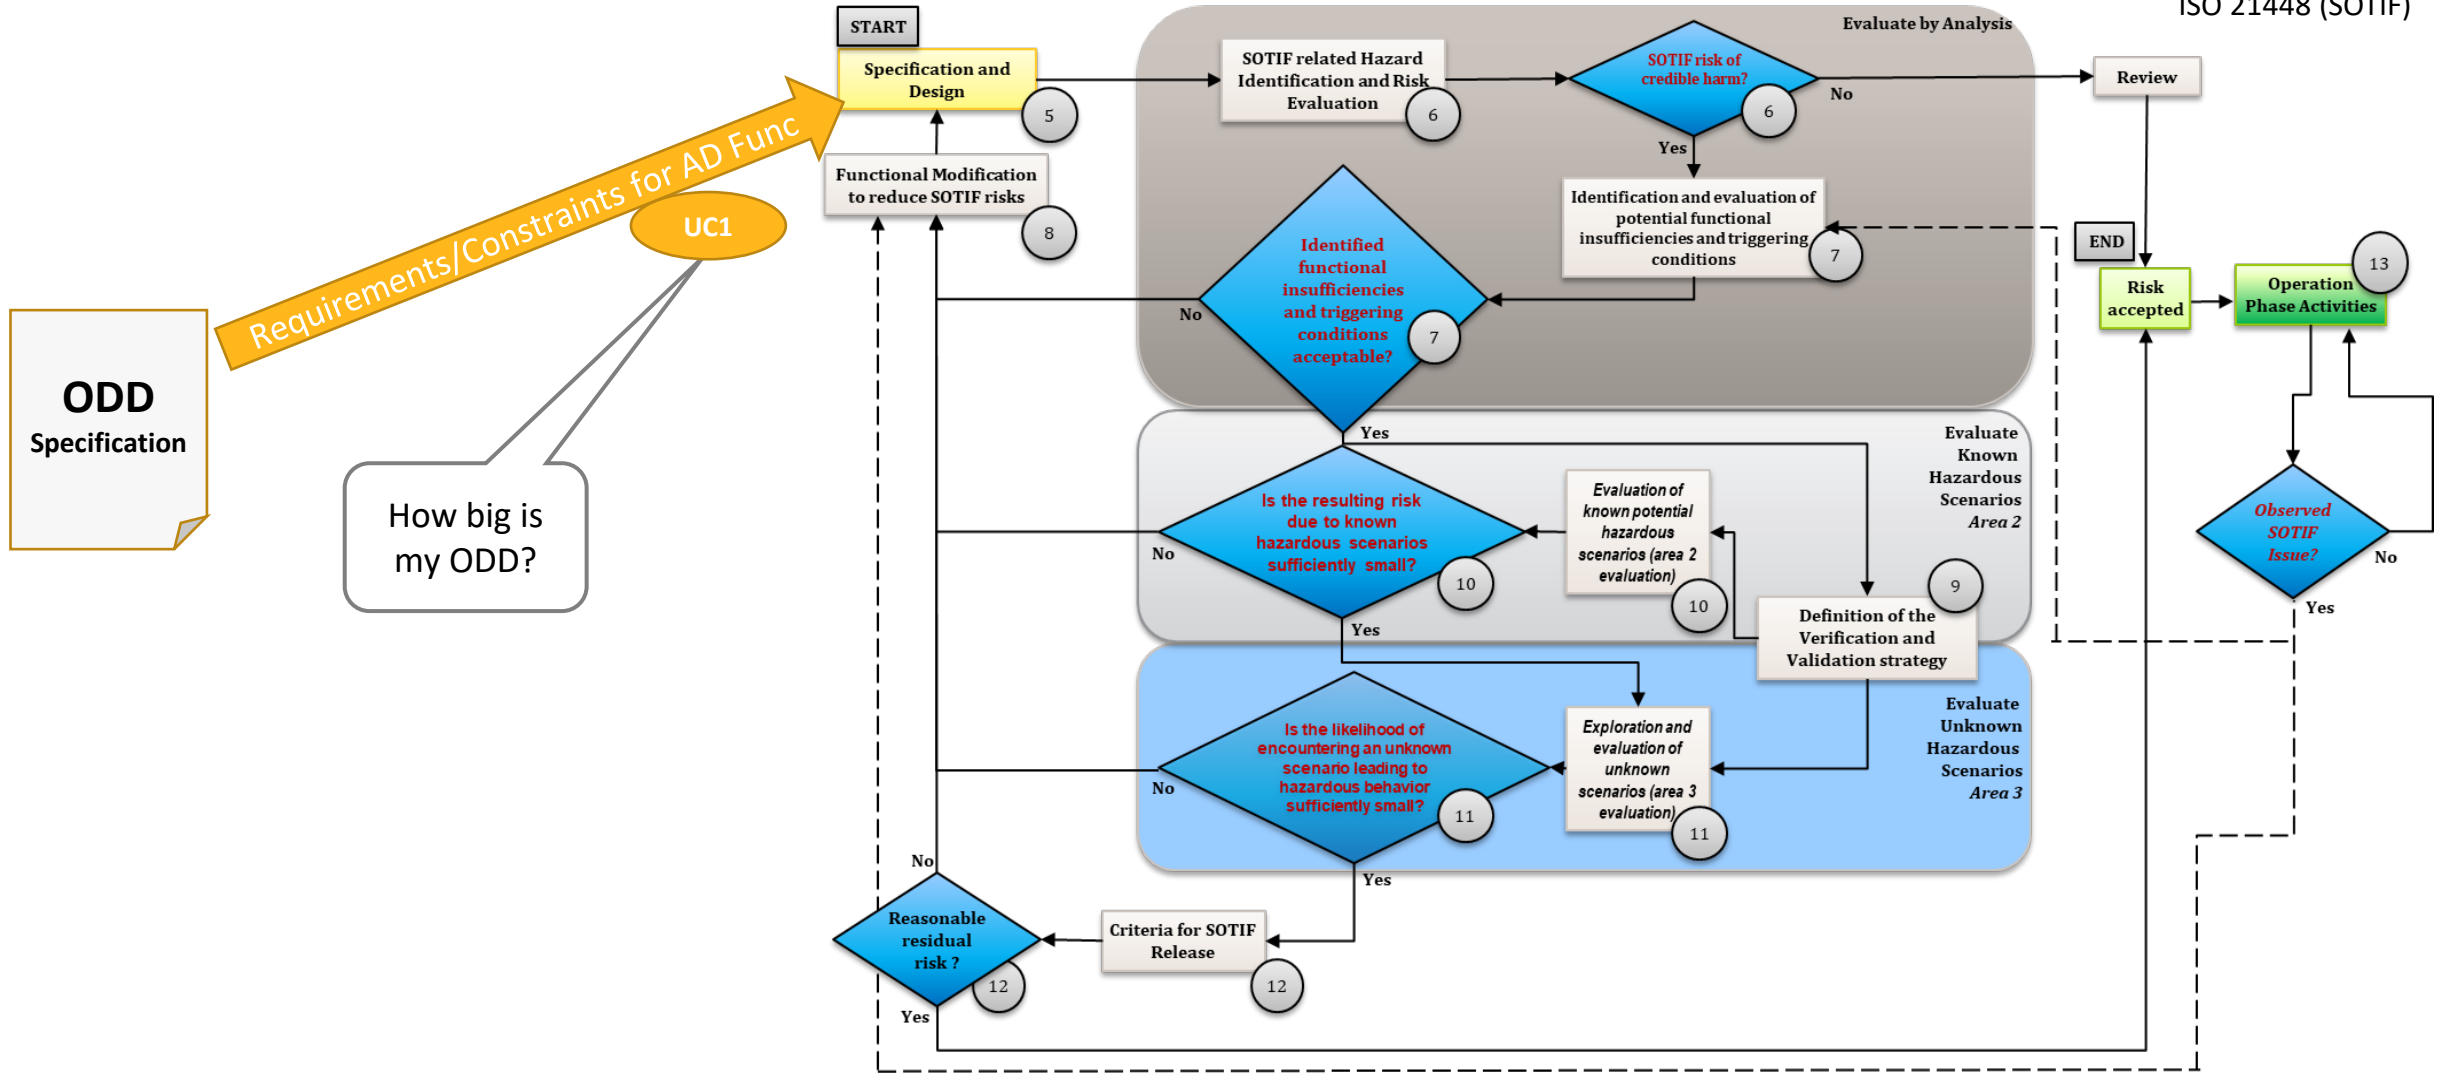 ISO 21448 (SOTIF)
START
Specification and
Design
5
Functional Modification
to reduce SOTIF risks
8
Requirements/Constraints for AD Func
UC1
ODD
Specification
How big is
my ODD?
Evaluate by Analysis
SOTIF related Hazard
Identification and Risk
Evaluation
6
SOTIF risk of
credible harm?
6
No
Yes
Review
Identification and evaluation of
potential functional
insufficiencies and triggering
conditions
7
Identified
functional
insufficiencies
and triggering
conditions
acceptable?
7
No
Yes
END
Risk
accepted
Operation
Phase Activities
13
Observed
SOTIF
Issue?
No
Yes
Evaluate
Known
Hazardous
Scenarios
Area 2
Is the resulting risk
due to known
hazardous scenarios
sufficiently small?
10
No
Yes
Evaluation of
known potential
hazardous
scenarios (area 2
evaluation)
10
9
Definition of the
Verification and
Validation strategy
Evaluate
Unknown
Hazardous
Scenarios
Area 3
Is the likelihood of
encountering an unknown
scenario leading to
hazardous behavior
sufficiently small?
11
No
Yes
Exploration and
evaluation of
unknown
scenarios (area 3
evaluation)
11
Criteria for SOTIF
Release
12
No
Reasonable
residual
risk ?
12
Yes